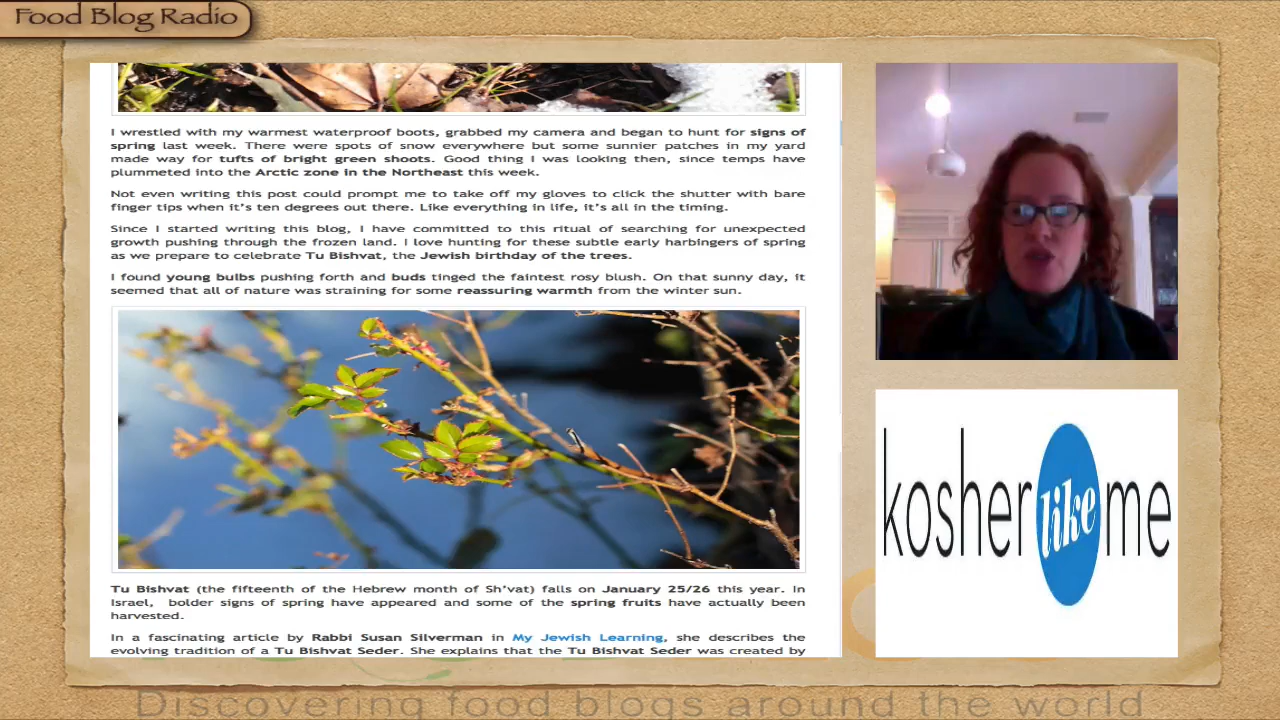 Food Blog Radio
I wrestled with my warmest waterproof boots, grabbed my camera and began to hunt for signs of
spring last week. There were spots of snow everywhere but some sunnier patches in my yard
made way for tufts of bright green shoots. Good thing I was looking then, since temps have
plummeted into the Arctic zone in the Northeast this week.
Not even writing this post could prompt me to take off my gloves to click the shutter with bare
finger tips when it's ten degrees out there. Like everything in life, it's all in the timing.
Since I started writing this blog, I have committed to this ritual of searching for unexpected
growth pushing through the frozen land. I love hunting for these subtle early harbingers of spring
as we prepare to celebrate Tu Bishvat, the Jewish birthday of the trees.
I found young bulbs pushing forth and buds tinged the faintest rosy blush. On that sunny day, it
seemed that all of nature was straining for some reassuring warmth from the winter sun.
Tu Bishvat (the fifteenth of the Hebrew month of Sh'vat) falls on January 25/26 this year. In
Israel, bolder signs of spring have appeared and some of the spring fruits have actually been
harvested.
In a fascinating article by Rabbi Susan Silverman in My Jewish Learning, she describes the
evolving tradition of a Tu Bishvat Seder. She explains that the Tu Bishvat Seder was created by
kosher like me
Discovering food blogs around the world